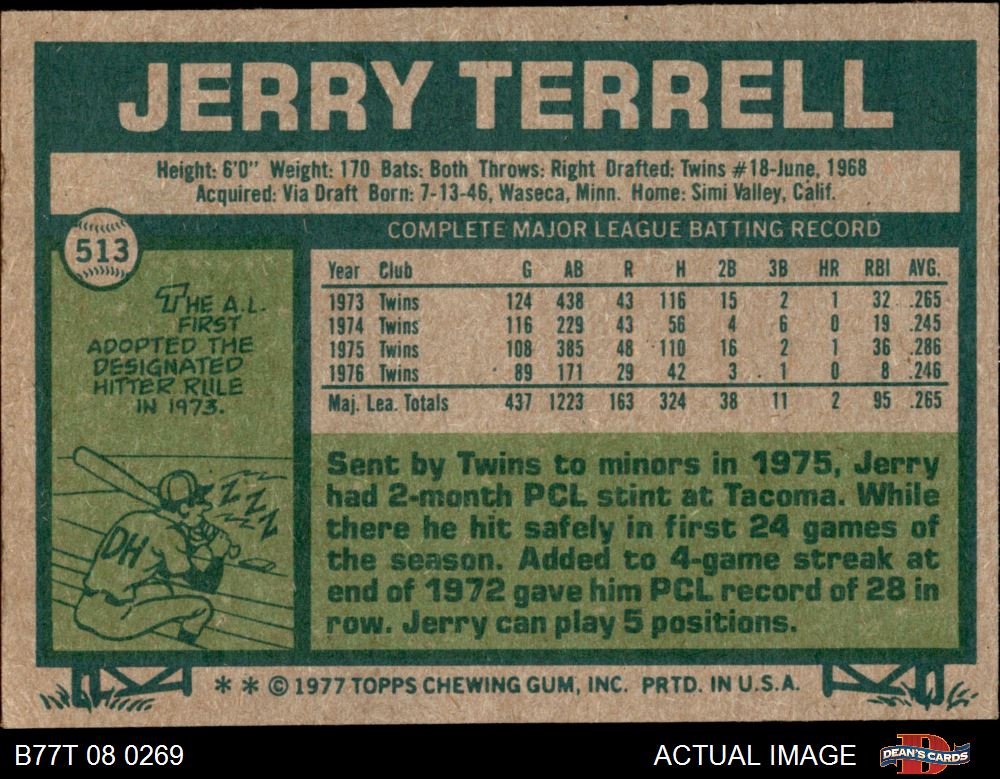 JERRY TERRELL
Height: 6'0" Weight: 170 Bats: Both Throws: Right Drafted: Twins #18-June, 1968
Acquired: Via Draft Born: 7-13-46, Waseca, Minn. Home: Simi Valley, Calif.
513
THE A.L.
FIRST
ADOPTED THE
DESIGNATED
HITTER RULE
IN 1973.
ZZZ
ZZZ
DH
COMPLETE MAJOR LEAGUE BATTING RECORD
Year Club G AB R H 2B 3B HR RBI AVG.
1973 Twins 124 438 43 116 15 2 1 32 .265
1974 Twins 116 229 43 56 4 6 0 19 .245
1975 Twins 108 385 48 110 16 2 1 36 .286
1976 Twins 89 171 29 42 3 1 0 8 .246
Maj. Lea. Totals 437 1223 163 324 38 11 2 95 .265
Sent by Twins to minors in 1975, Jerry
had 2-month PCL stint at Tacoma. While
there he hit safely in first 24 games of
the season. Added to 4-game streak at
end of 1972 gave him PCL record of 28 in
row. Jerry can play 5 positions.
* * © 1977 TOPPS CHEWING GUM, INC. PRTD. IN U.S.A.
B77T 08 0269
ACTUAL IMAGE
D
DEAN'S CARDS